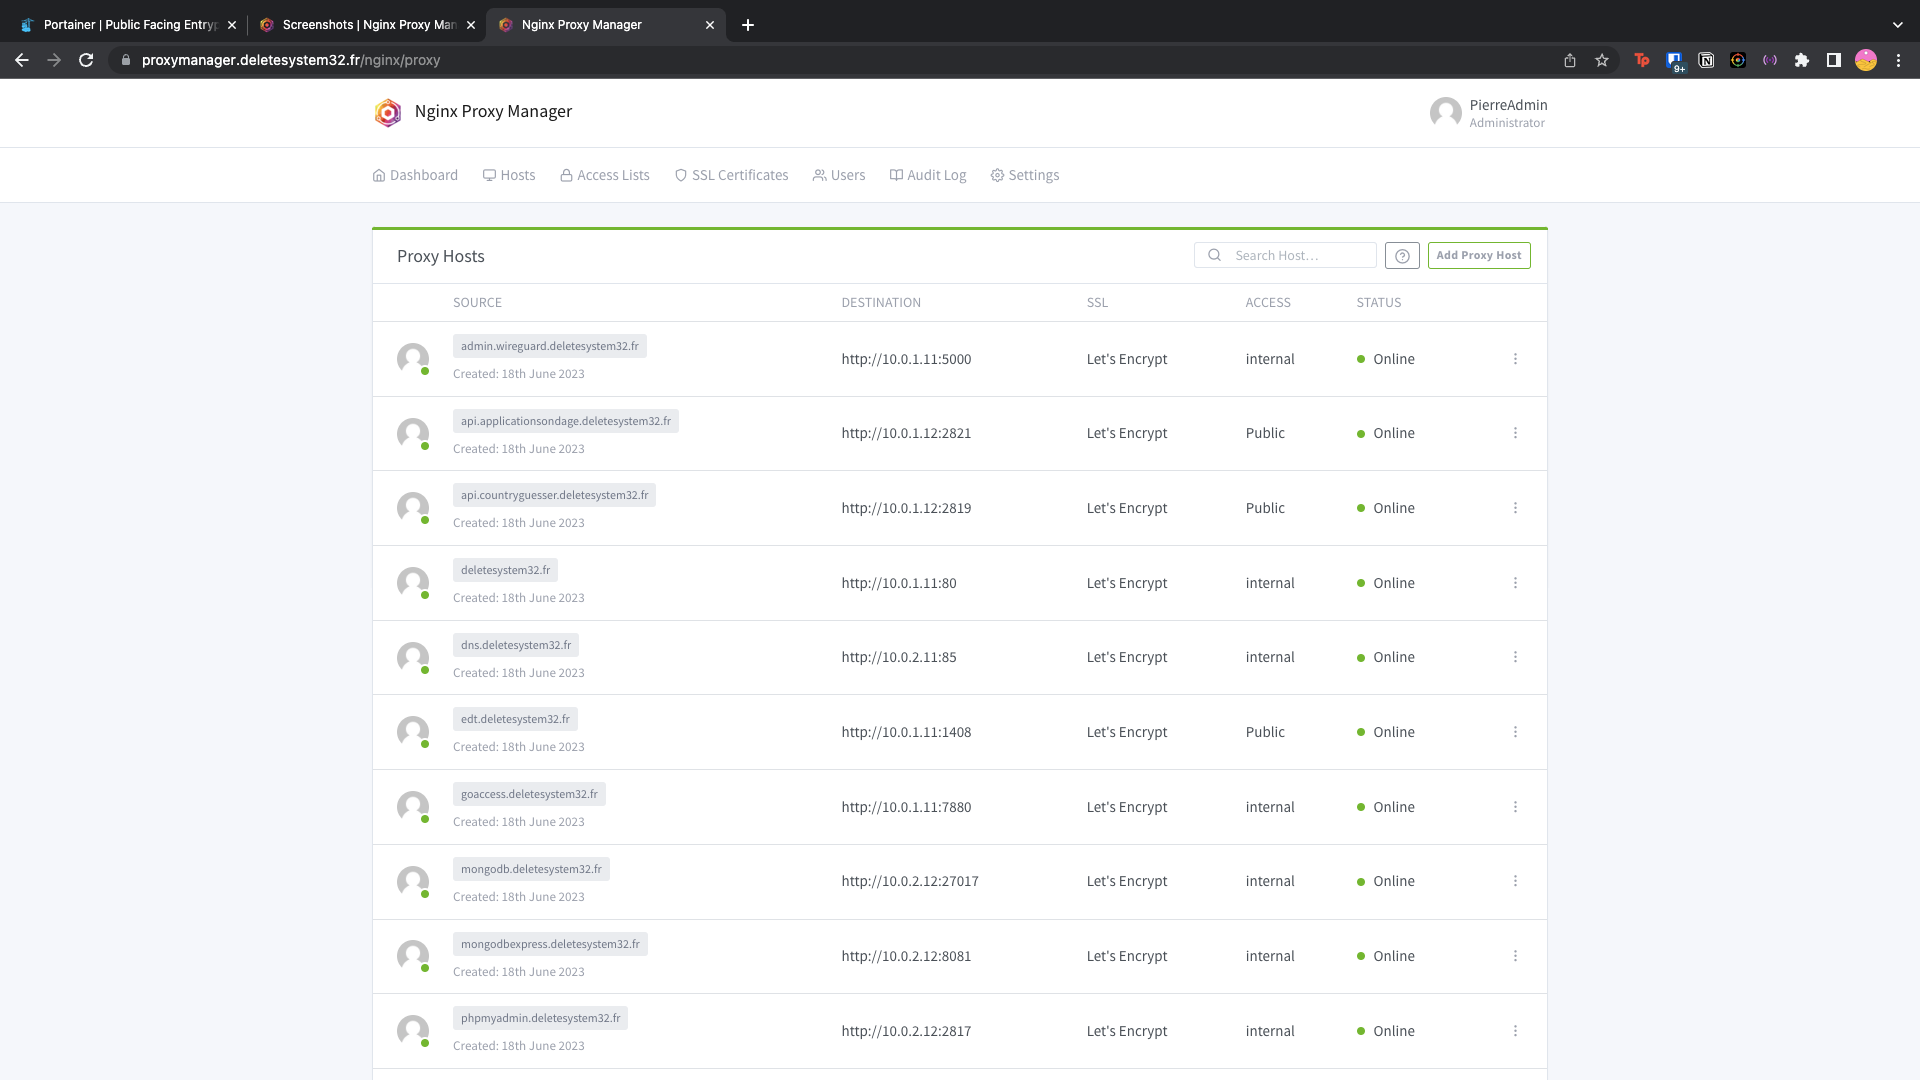 Portainer | Public Facing Entryp
Screenshots | Nginx Proxy Man
Nginx Proxy Manager
proxymanager.deletesystem32.fr/nginx/proxy
Tp
9+
Nginx Proxy Manager
PierreAdmin
Administrator
Dashboard Hosts Access Lists SSL Certificates Users Audit Log Settings
Proxy Hosts
Search Host…
Add Proxy Host
SOURCE DESTINATION SSL ACCESS STATUS
admin.wireguard.deletesystem32.fr
Created: 18th June 2023
http://10.0.1.11:5000 Let's Encrypt internal Online
api.applicationsondage.deletesystem32.fr
Created: 18th June 2023
http://10.0.1.12:2821 Let's Encrypt Public Online
api.countryguesser.deletesystem32.fr
Created: 18th June 2023
http://10.0.1.12:2819 Let's Encrypt Public Online
deletesystem32.fr
Created: 18th June 2023
http://10.0.1.11:80 Let's Encrypt internal Online
dns.deletesystem32.fr
Created: 18th June 2023
http://10.0.2.11:85 Let's Encrypt internal Online
edt.deletesystem32.fr
Created: 18th June 2023
http://10.0.1.11:1408 Let's Encrypt Public Online
goaccess.deletesystem32.fr
Created: 18th June 2023
http://10.0.1.11:7880 Let's Encrypt internal Online
mongodb.deletesystem32.fr
Created: 18th June 2023
http://10.0.2.12:27017 Let's Encrypt internal Online
mongodbexpress.deletesystem32.fr
Created: 18th June 2023
http://10.0.2.12:8081 Let's Encrypt internal Online
phpmyadmin.deletesystem32.fr
Created: 18th June 2023
http://10.0.2.12:2817 Let's Encrypt internal Online